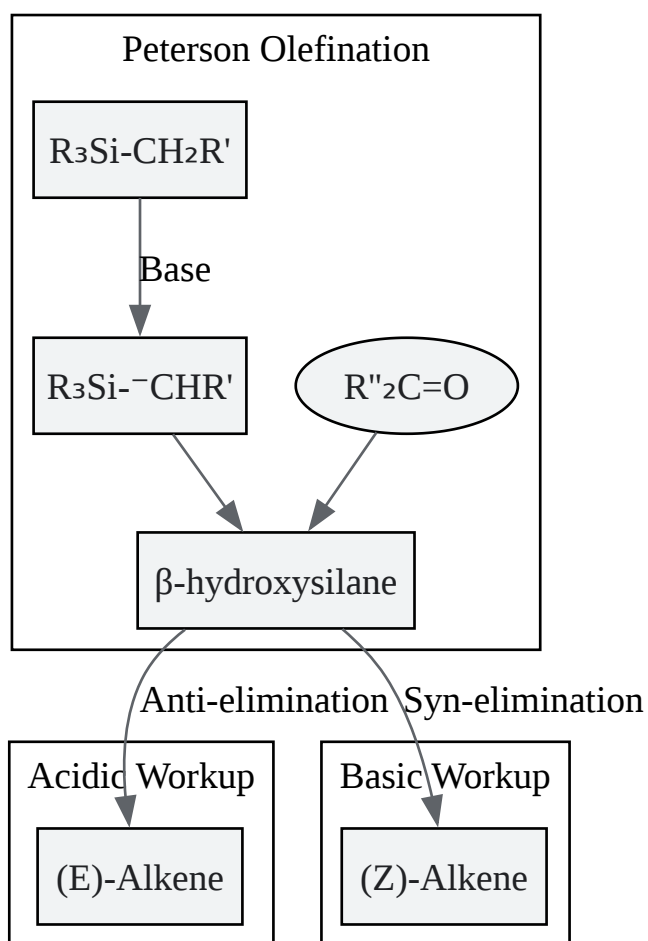 Peterson Olefination
R₃Si-CH₂R'
Base
R₃Si-⁻CHR'
R"₂C=O
β-hydroxysilane
Anti-elimination
Syn-elimination
Acidic Workup
Basic Workup
(E)-Alkene
(Z)-Alkene